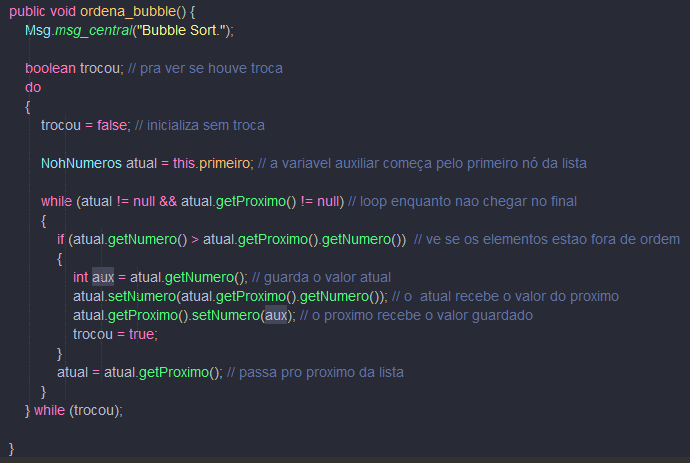 public void ordena_bubble() {
Msg.msg_central("Bubble Sort.");
boolean trocou; // pra ver se houve troca
do
{
trocou = false; // inicializa sem troca
NohNumeros atual = this.primeiro; // a variavel auxiliar começa pelo primeiro nó da lista
while (atual != null && atual.getProximo() != null) // loop enquanto nao chegar no final
{
if (atual.getNumero() > atual.getProximo().getNumero()) // ve se os elementos estao fora de ordem
{
int aux = atual.getNumero(); // guarda o valor atual
atual.setNumero(atual.getProximo().getNumero()); // o atual recebe o valor do proximo
atual.getProximo().setNumero(aux); // o proximo recebe o valor guardado
trocou = true;
}
atual = atual.getProximo(); // passa pro proximo da lista
}
} while (trocou);
}